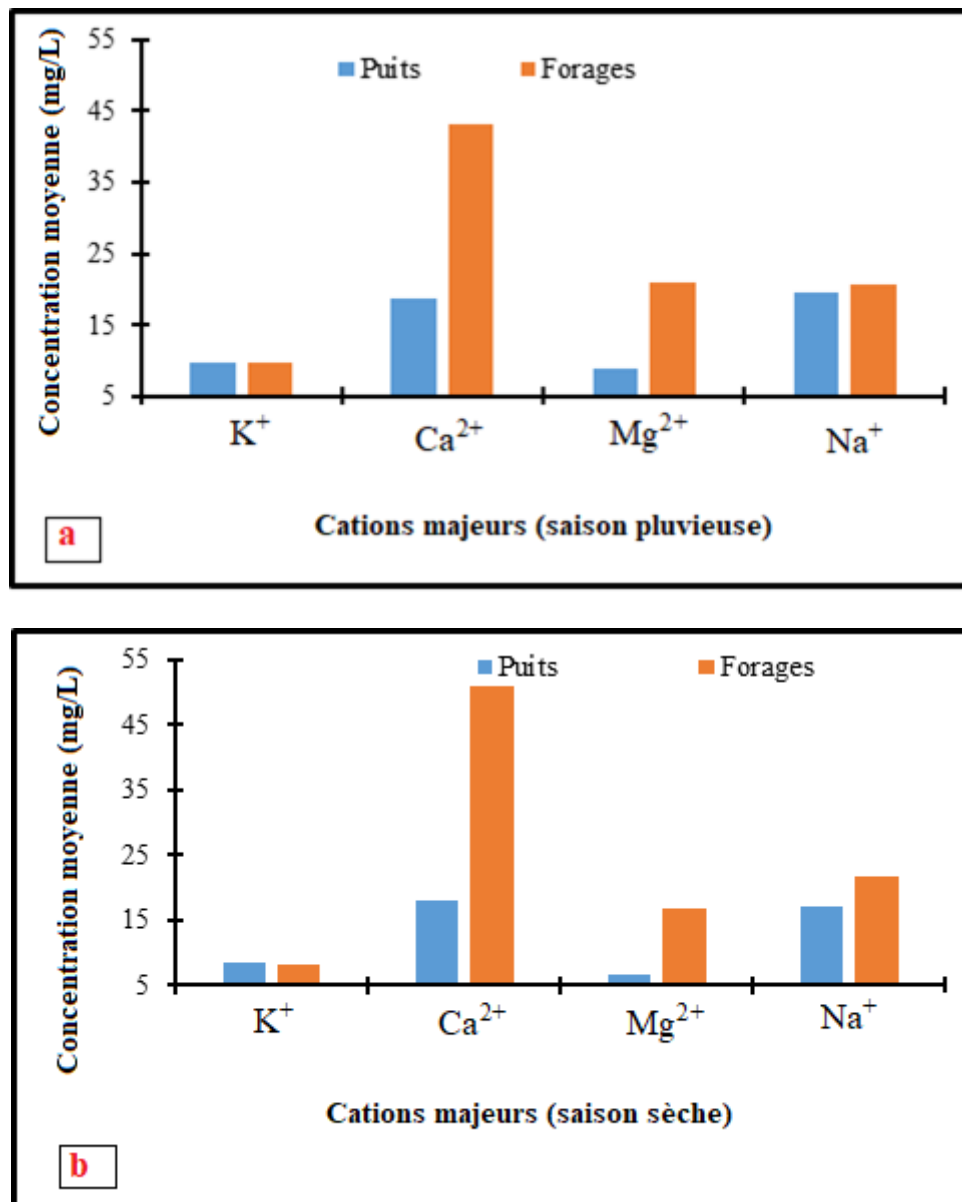 Concentration moyenne (mg/L)
55
45
35
25
15
5
Puits
Forages
K⁺
Ca²⁺
Mg²⁺
Na⁺
Cations majeurs (saison pluvieuse)
a
Concentration moyenne (mg/L)
55
45
35
25
15
5
Puits
Forages
K⁺
Ca²⁺
Mg²⁺
Na⁺
Cations majeurs (saison sèche)
b